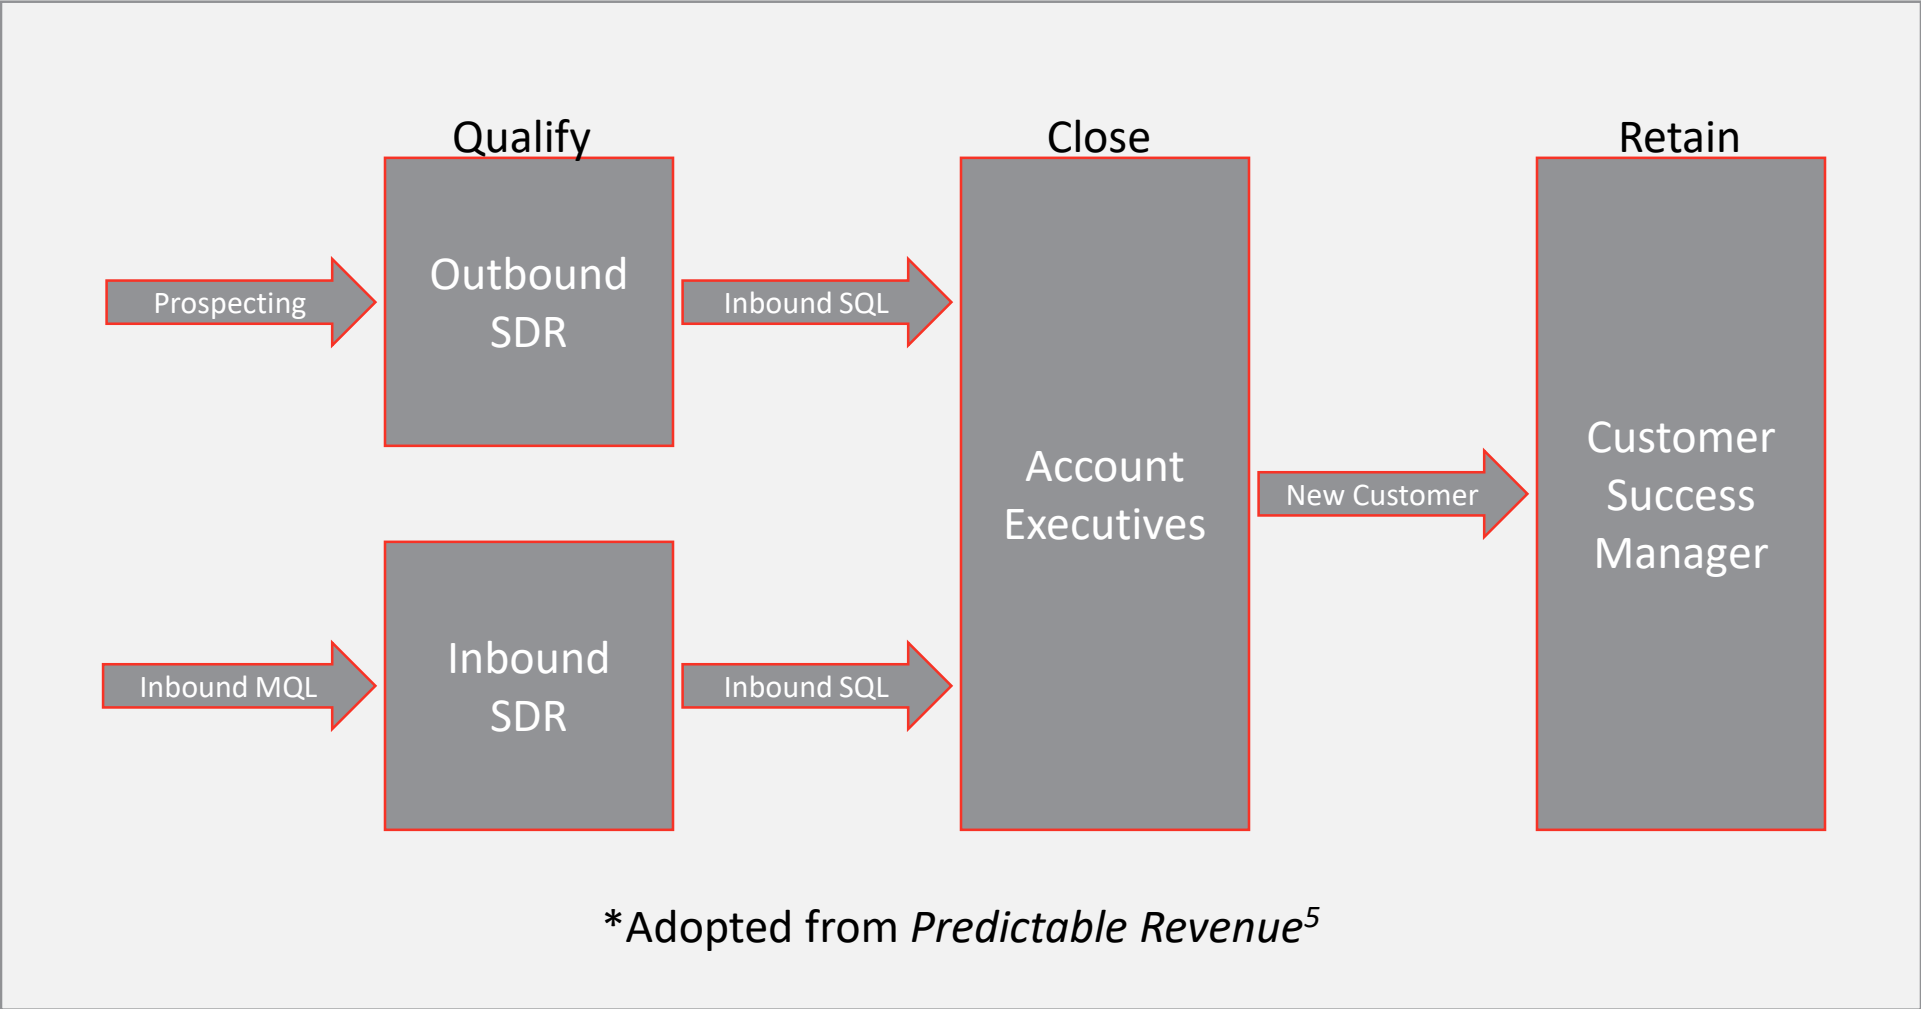 Qualify
Close
Retain
Prospecting
Outbound
SDR
Inbound SQL
Inbound MQL
Inbound
SDR
Inbound SQL
Account
Executives
New Customer
Customer
Success
Manager
*Adopted from Predictable Revenue⁵